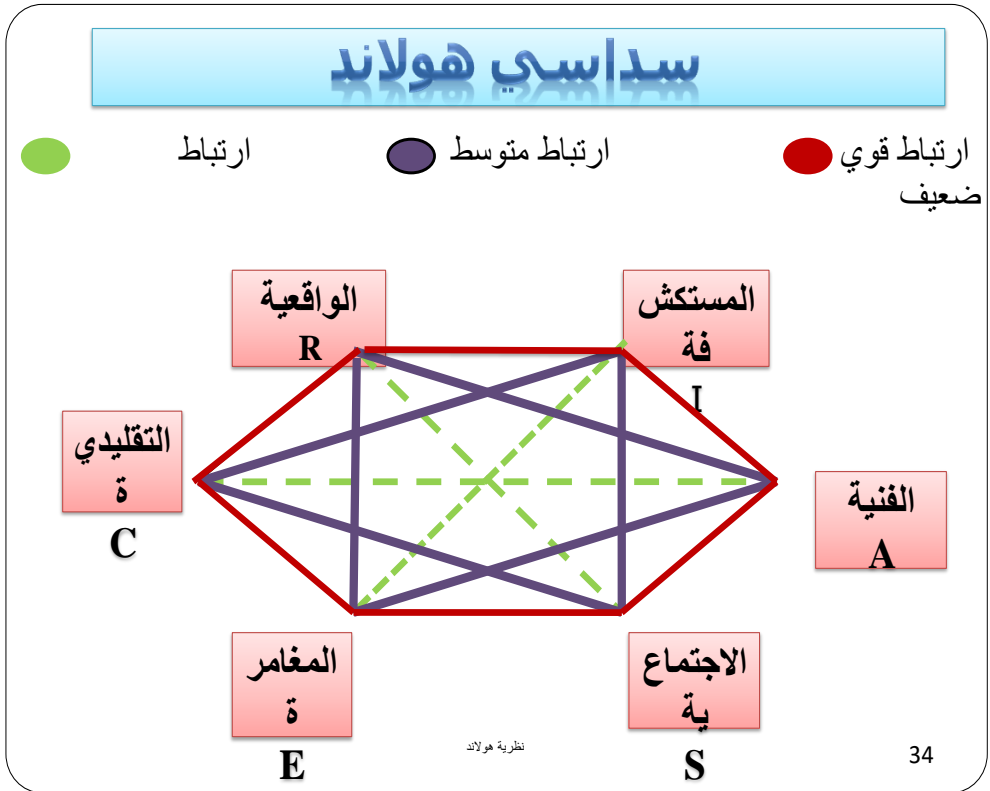 سداسي هولاند
ارتباط قوي ارتباط متوسط ارتباط
ضعيف
المستكش
فة
I
الواقعية
R
التقليدي
ة
C
الفنية
A
الاجتماع
ية
S
المغامر
ة
E
نظرية هولاند
34